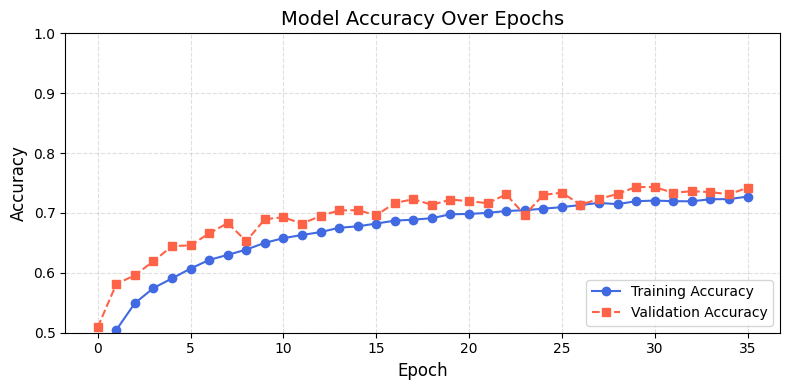 Model Accuracy Over Epochs
1.0
0.9
0.8
0.7
0.6
0.5
Accuracy
0 5 10 15 20 25 30 35
Epoch
Training Accuracy
Validation Accuracy